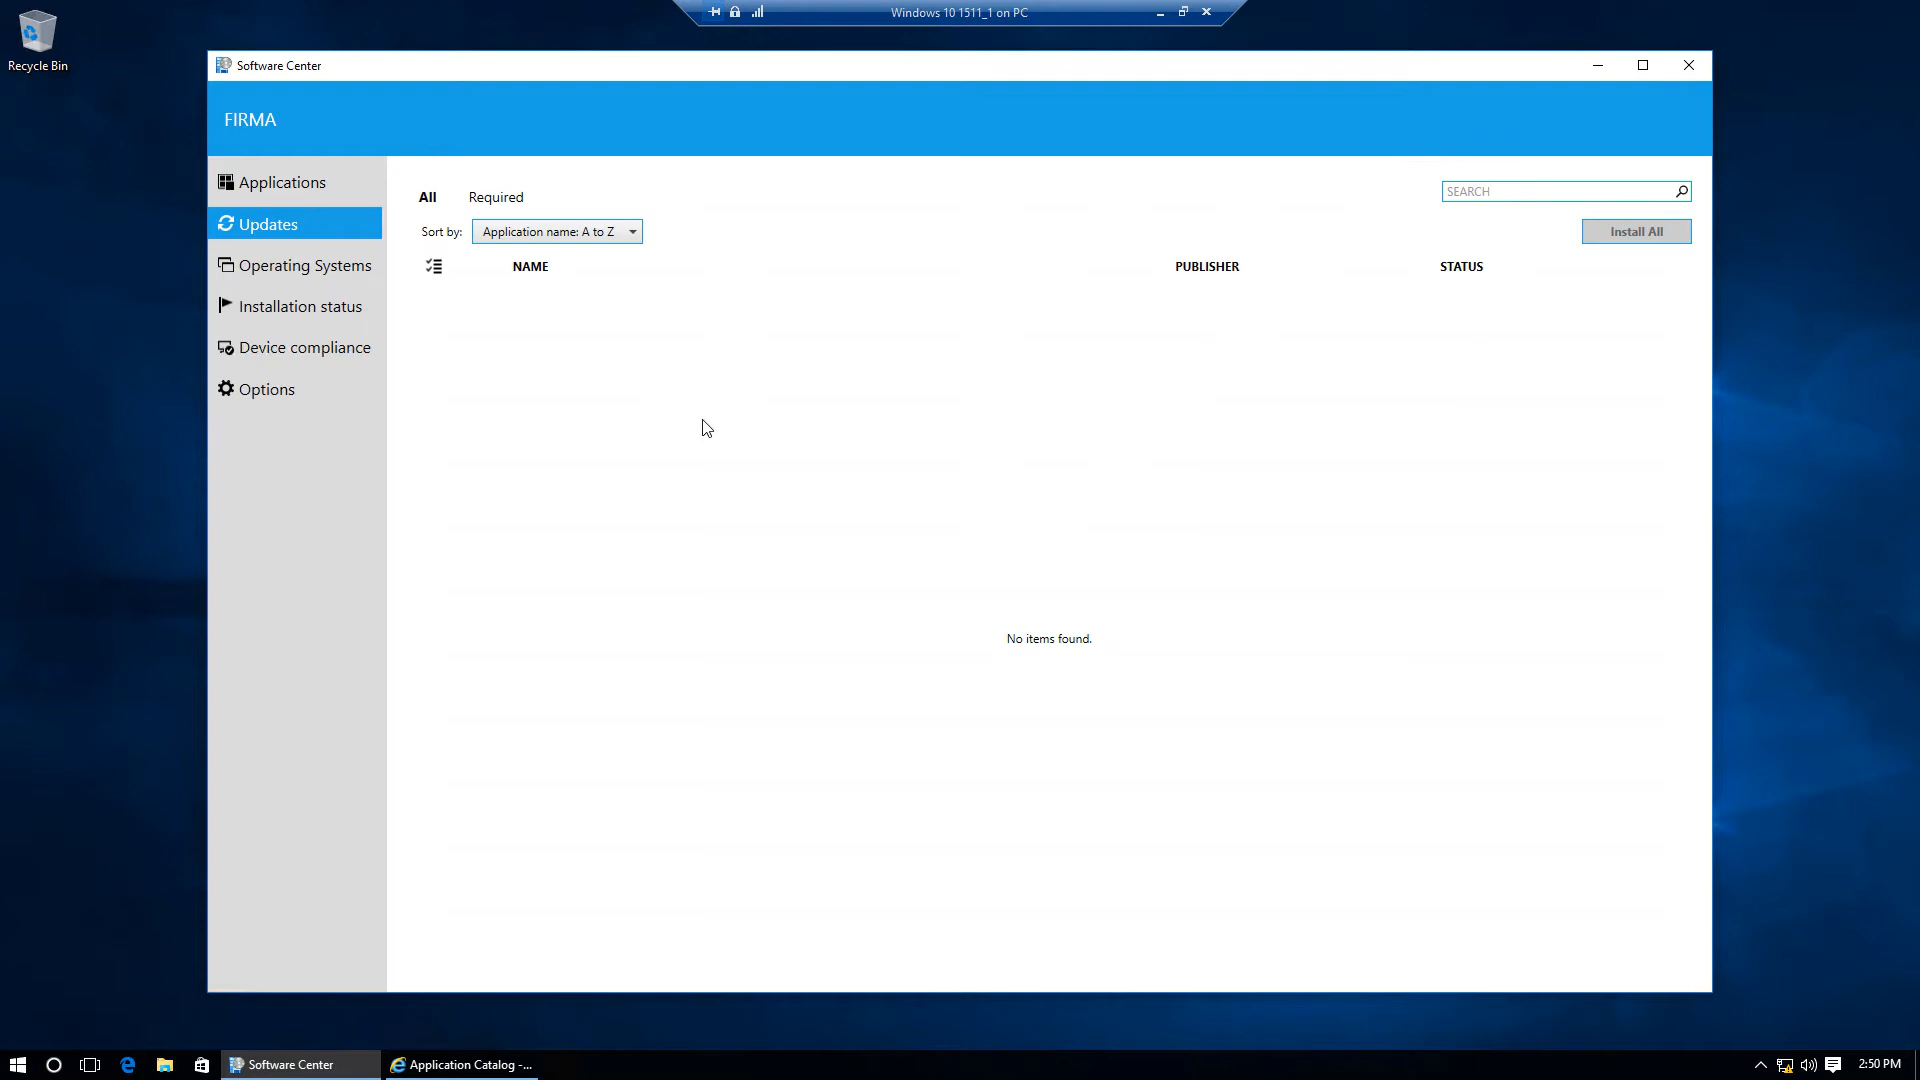 Recycle Bin
Windows 10 1511_1 on PC
Software Center
FIRMA
Applications
Updates
Operating Systems
Installation status
Device compliance
Options
All Required
SEARCH
Sort by: Application name: A to Z
Install All
NAME PUBLISHER STATUS
No items found.
Software Center
Application Catalog -...
2:50 PM